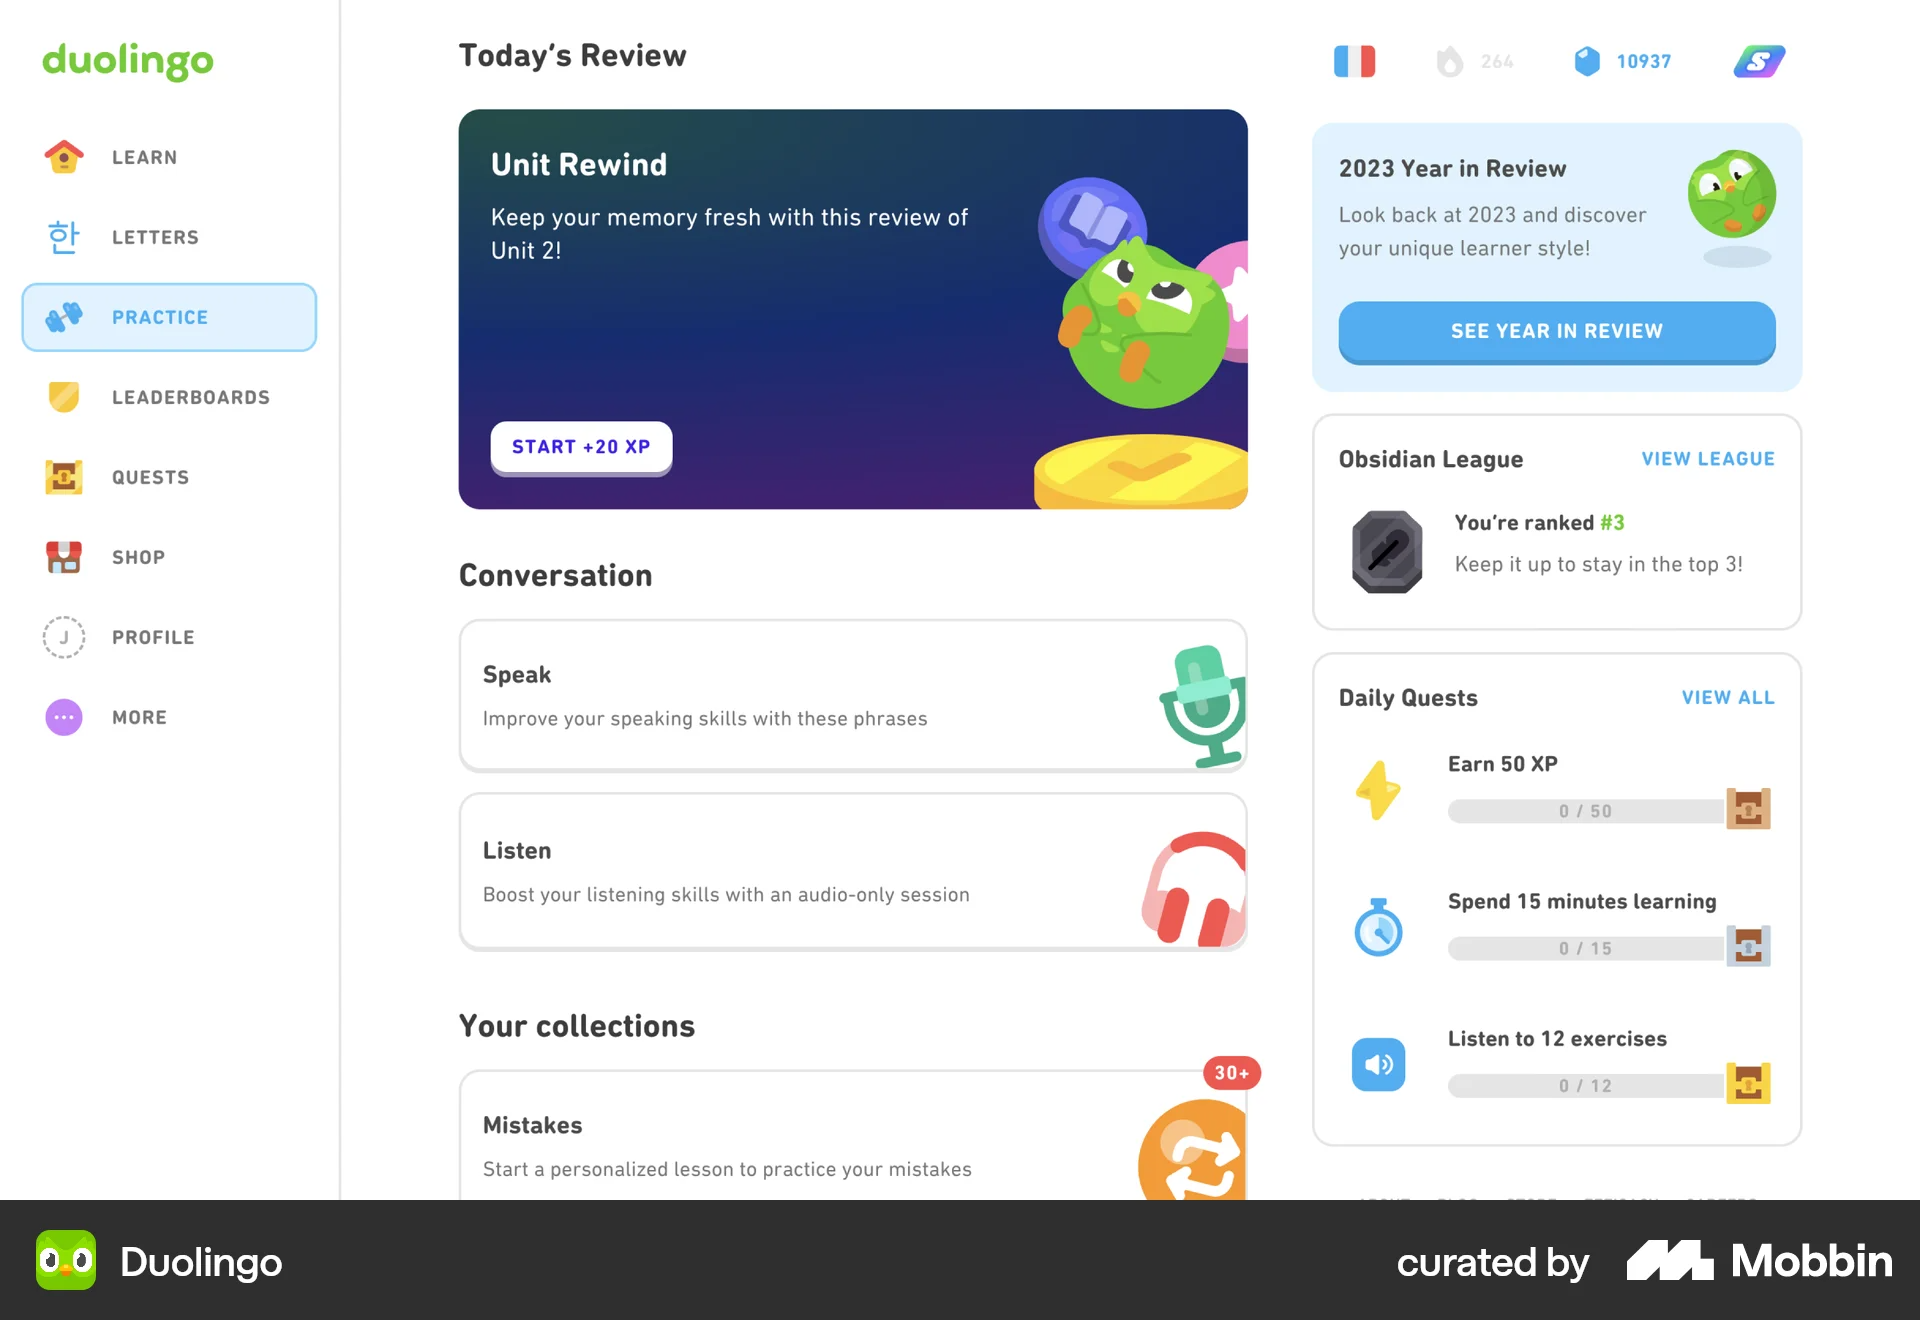 duolingo
LEARN
한
LETTERS
PRACTICE
LEADERBOARDS
QUESTS
SHOP
J
PROFILE
MORE
Today's Review
Unit Rewind
Keep your memory fresh with this review of
Unit 2!
START +20 XP
Conversation
Speak
Improve your speaking skills with these phrases
Listen
Boost your listening skills with an audio-only session
Your collections
30+
Mistakes
Start a personalized lesson to practice your mistakes
264
10937
S
2023 Year in Review
Look back at 2023 and discover
your unique learner style!
SEE YEAR IN REVIEW
Obsidian League
VIEW LEAGUE
You're ranked #3
Keep it up to stay in the top 3!
Daily Quests
VIEW ALL
Earn 50 XP
0 / 50
Spend 15 minutes learning
0 / 15
Listen to 12 exercises
0 / 12
Duolingo
curated by
Mobbin